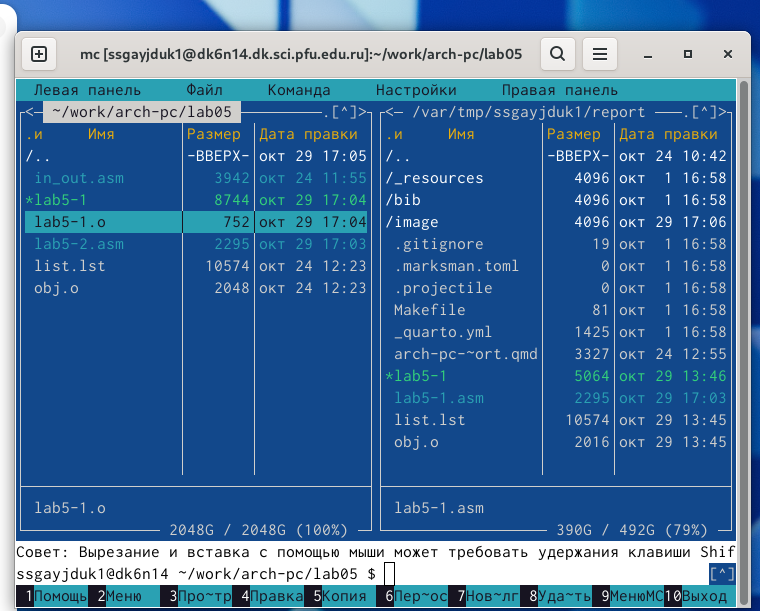 mc [ssgayjduk1@dk6n14.dk.sci.pfu.edu.ru]:~/work/arch-pc/lab05
Левая панель Файл Команда Настройки Правая панель
<─ ~/work/arch-pc/lab05 ──.[^]>
.и Имя Размер Дата правки
/.. -ВВЕРХ- окт 29 17:05
in_out.asm 3942 окт 24 11:55
*lab5-1 8744 окт 29 17:04
lab5-1.o 752 окт 29 17:04
lab5-2.asm 2295 окт 29 17:03
list.lst 10574 окт 24 12:23
obj.o 2048 окт 24 12:23
lab5-1.o
2048G / 2048G (100%)
<─ /var/tmp/ssgayjduk1/report ──.[^]>
.и Имя Размер Дата правки
/.. -ВВЕРХ- окт 24 10:42
/_resources 4096 окт 1 16:58
/bib 4096 окт 1 16:58
/image 4096 окт 29 17:06
.gitignore 19 окт 1 16:58
.marksman.toml 0 окт 1 16:58
.projectile 0 окт 1 16:58
Makefile 81 окт 1 16:58
_quarto.yml 1425 окт 1 16:58
arch-pc-~ort.qmd 3327 окт 24 12:55
*lab5-1 5064 окт 29 13:46
lab5-1.asm 2295 окт 29 17:03
list.lst 10574 окт 29 13:45
obj.o 2016 окт 29 13:45
lab5-1.asm
390G / 492G (79%)
Совет: Вырезание и вставка с помощью мыши может требовать удержания клавиши Shif
ssgayjduk1@dk6n14 ~/work/arch-pc/lab05 $ [^]
1Помощь 2Меню 3Про~тр 4Правка 5Копия 6Пер~ос 7Нов~лг 8Уда~ть 9МенюMC 10Выход